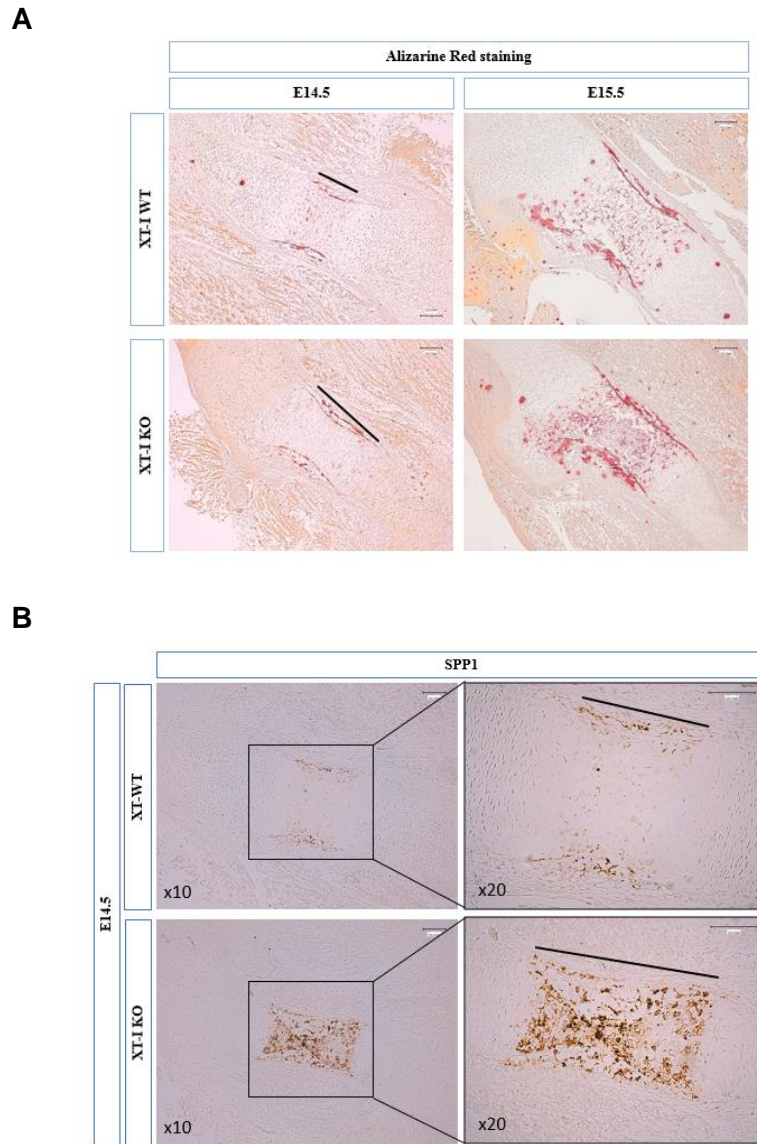 A
Alizarine Red staining
E14.5
E15.5
XT-I WT
XT-I KO
B
SPP1
E14.5
XT-WT
x10
x20
XT-I KO
x10
x20